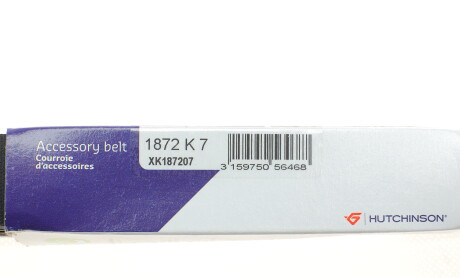 Accessory belt
Courroie
d'accessoires
1872 K 7
XK187207
3 159750 56468
HUTCHINSON